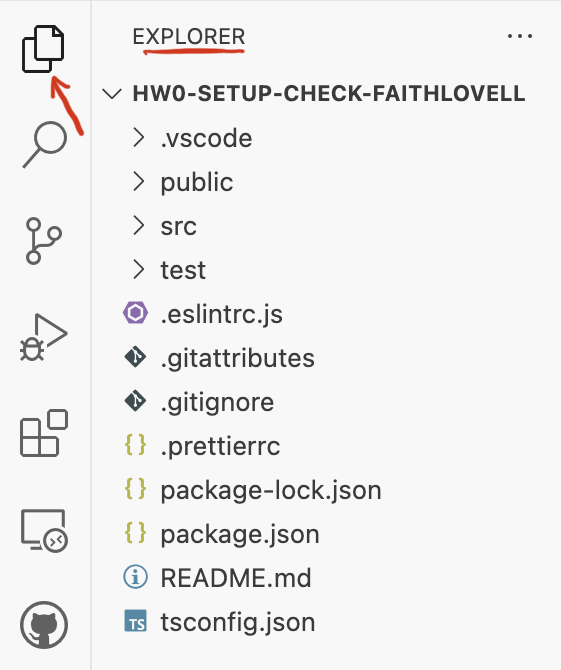 EXPLORER
HW0-SETUP-CHECK-FAITHLOVELL
.vscode
public
src
test
.eslintrc.js
.gitattributes
.gitignore
{} .prettierrc
{} package-lock.json
{} package.json
README.md
TS tsconfig.json